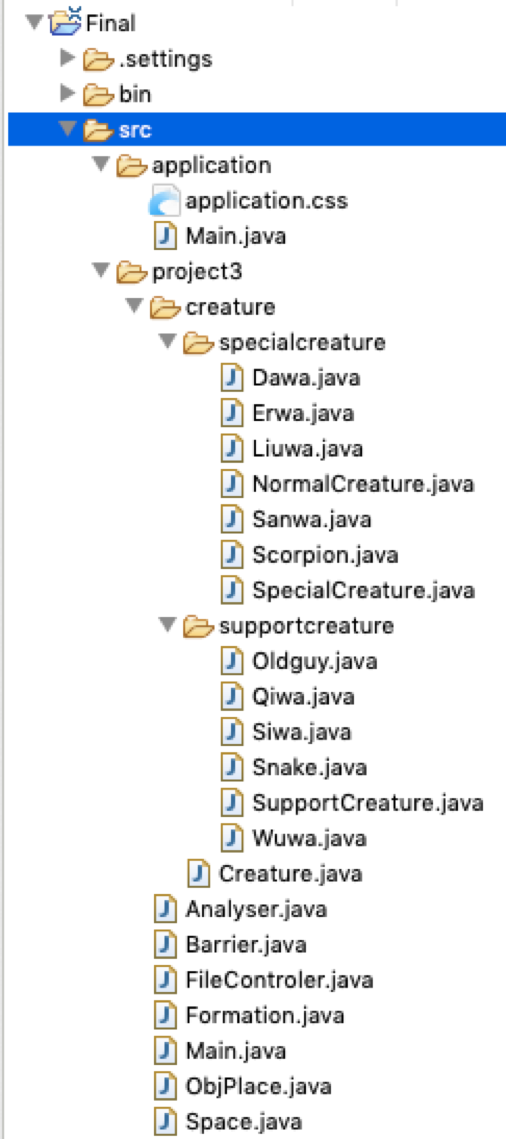 Final
.settings
bin
src
application
application.css
Main.java
project3
creature
specialcreature
Dawa.java
Erwa.java
Liuwa.java
NormalCreature.java
Sanwa.java
Scorpion.java
SpecialCreature.java
supportcreature
Oldguy.java
Qiwa.java
Siwa.java
Snake.java
SupportCreature.java
Wuwa.java
Creature.java
Analyser.java
Barrier.java
FileControler.java
Formation.java
Main.java
ObjPlace.java
Space.java